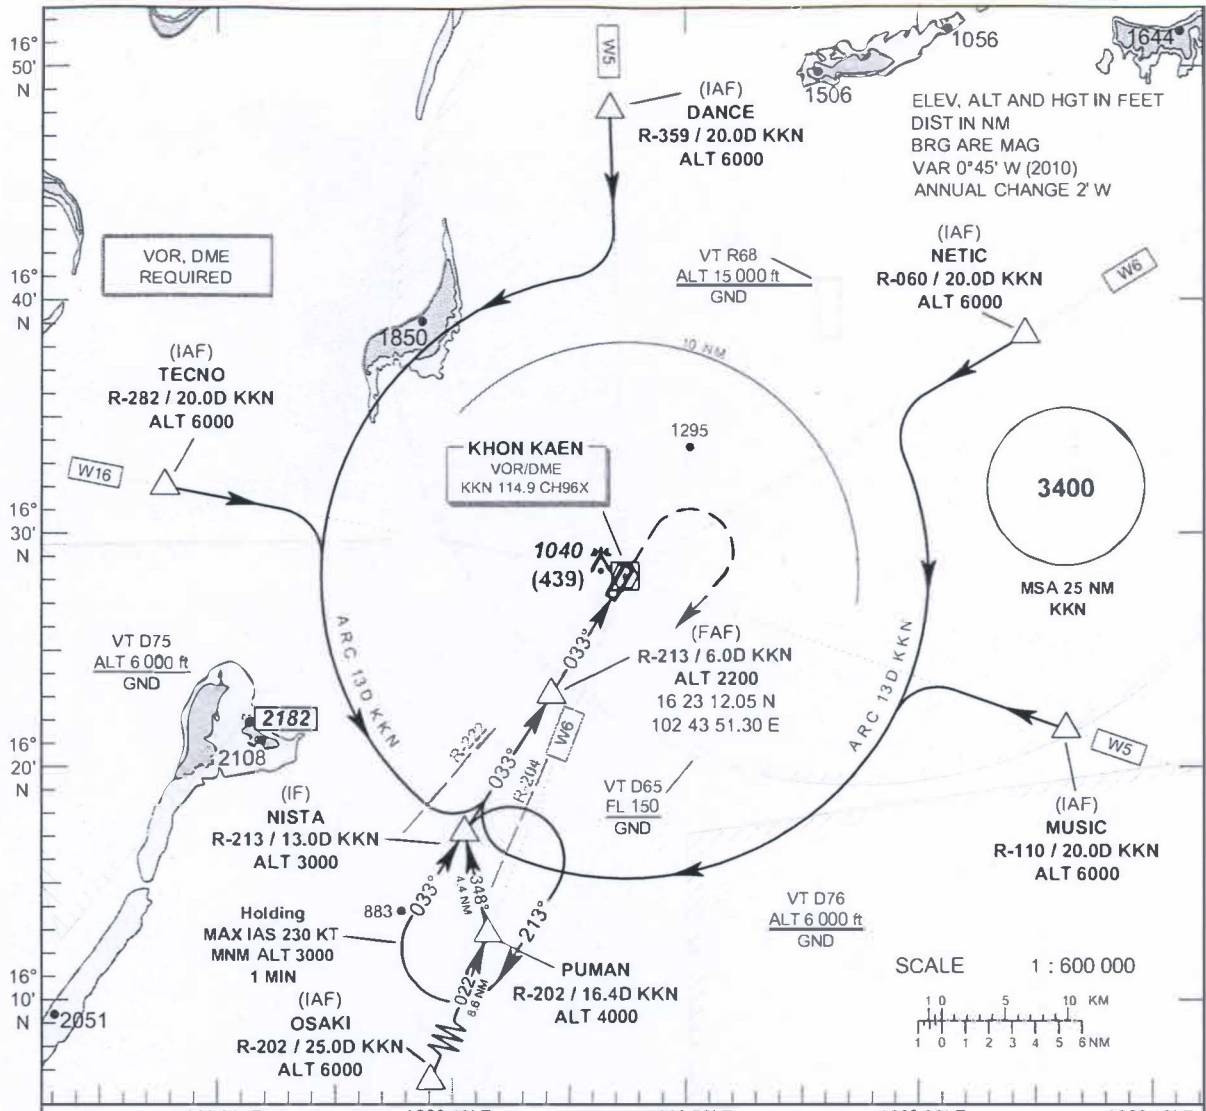 16°
50'
N
W5
1056
1506
1644
(IAF)
DANCE
R-359 / 20.0D KKN
ALT 6000
ELEV, ALT AND HGT IN FEET
DIST IN NM
BRG ARE MAG
VAR 0°45' W (2010)
ANNUAL CHANGE 2' W
VOR, DME
REQUIRED
VT R68
ALT 15 000 ft
GND
(IAF)
NETIC
R-060 / 20.0D KKN
ALT 6000
W6
16°
40'
N
1850
10 NM
(IAF)
TECNO
R-282 / 20.0D KKN
ALT 6000
W16
KHON KAEN
VOR/DME
KKN 114.9 CH96X
1295
3400
MSA 25 NM
KKN
16°
30'
N
1040
(439)
033°
(FAF)
R-213 / 6.0D KKN
ALT 2200
16 23 12.05 N
102 43 51.30 E
ARC 13D KKN
ARC 13D KKN
VT D75
ALT 6 000 ft
GND
2182
2108
R-222
033°
R-204
W6
W5
16°
20'
N
VT D65
FL 150
GND
(IF)
NISTA
R-213 / 13.0D KKN
ALT 3000
(IAF)
MUSIC
R-110 / 20.0D KKN
ALT 6000
883
033°
348°
4.4 NM
213°
Holding
MAX IAS 230 KT
MNM ALT 3000
1 MIN
VT D76
ALT 6 000 ft
GND
PUMAN
R-202 / 16.4D KKN
ALT 4000
022°
8.6 NM
16°
10'
N
2051
(IAF)
OSAKI
R-202 / 25.0D KKN
ALT 6000
SCALE 1 : 600 000
1 0 5 10 KM
1 0 1 2 3 4 5 6 NM